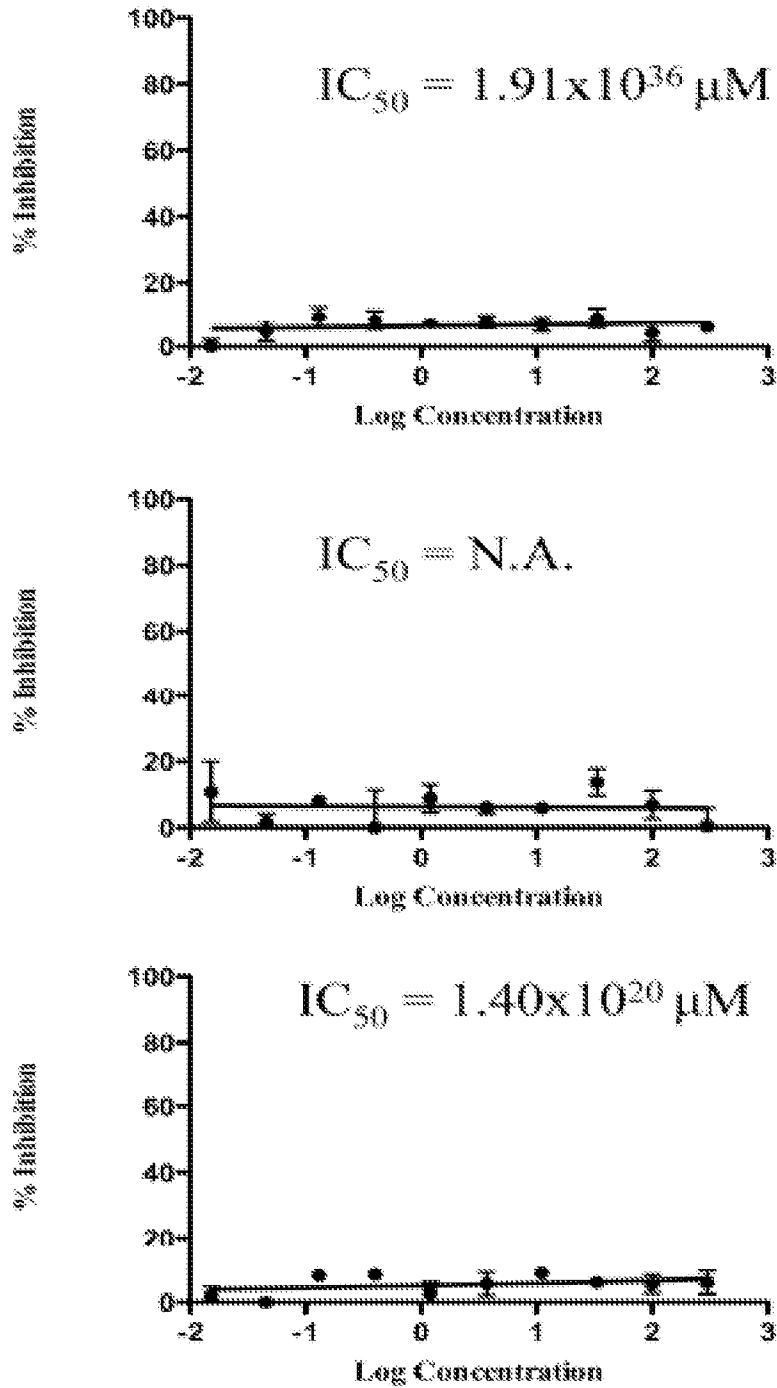 100
IC50 = 1.91x10^36 μM
80
60
% Inhibition
40
20
0
-2 -1 0 1 2 3
Log Concentration
100
IC50 = N.A.
80
60
% Inhibition
40
20
0
-2 -1 0 1 2 3
Log Concentration
100
IC50 = 1.40x10^20 μM
80
60
% Inhibition
40
20
0
-2 -1 0 1 2 3
Log Concentration